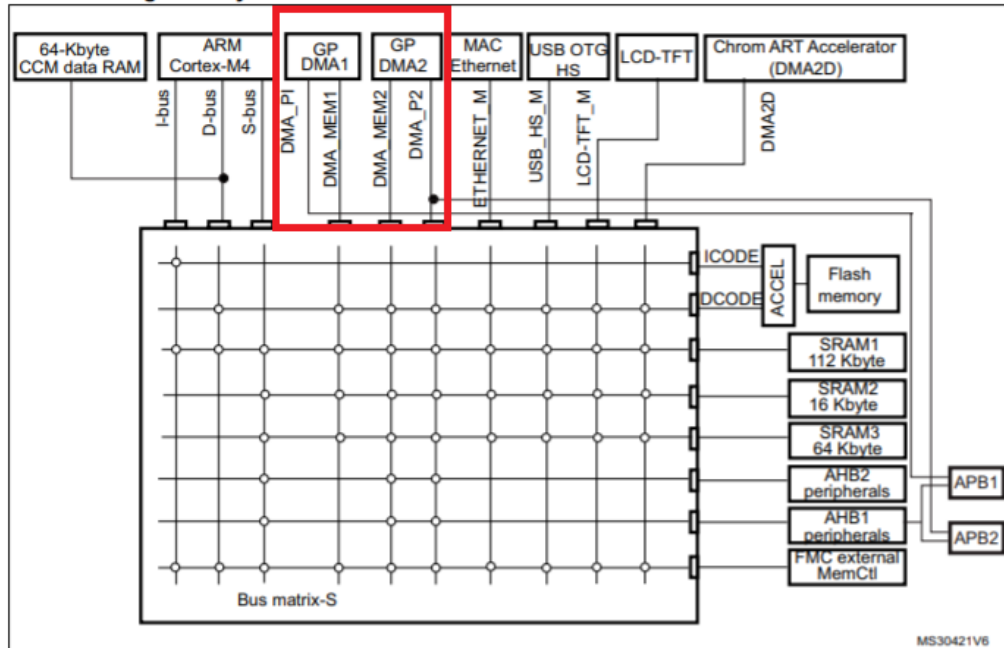 64-Kbyte
CCM data RAM
ARM
Cortex-M4
GP
DMA1
GP
DMA2
MAC
Ethernet
USB OTG
HS
LCD-TFT
Chrom ART Accelerator
(DMA2D)
I-bus
D-bus
S-bus
DMA_PI
DMA_MEM1
DMA_MEM2
DMA_P2
ETHERNET_M
USB_HS_M
LCD-TFT_M
DMA2D
ICODE
DCODE
ACCEL
Flash
memory
SRAM1
112 Kbyte
SRAM2
16 Kbyte
SRAM3
64 Kbyte
AHB2
peripherals
AHB1
peripherals
FMC external
MemCtl
APB1
APB2
Bus matrix-S
MS30421V6